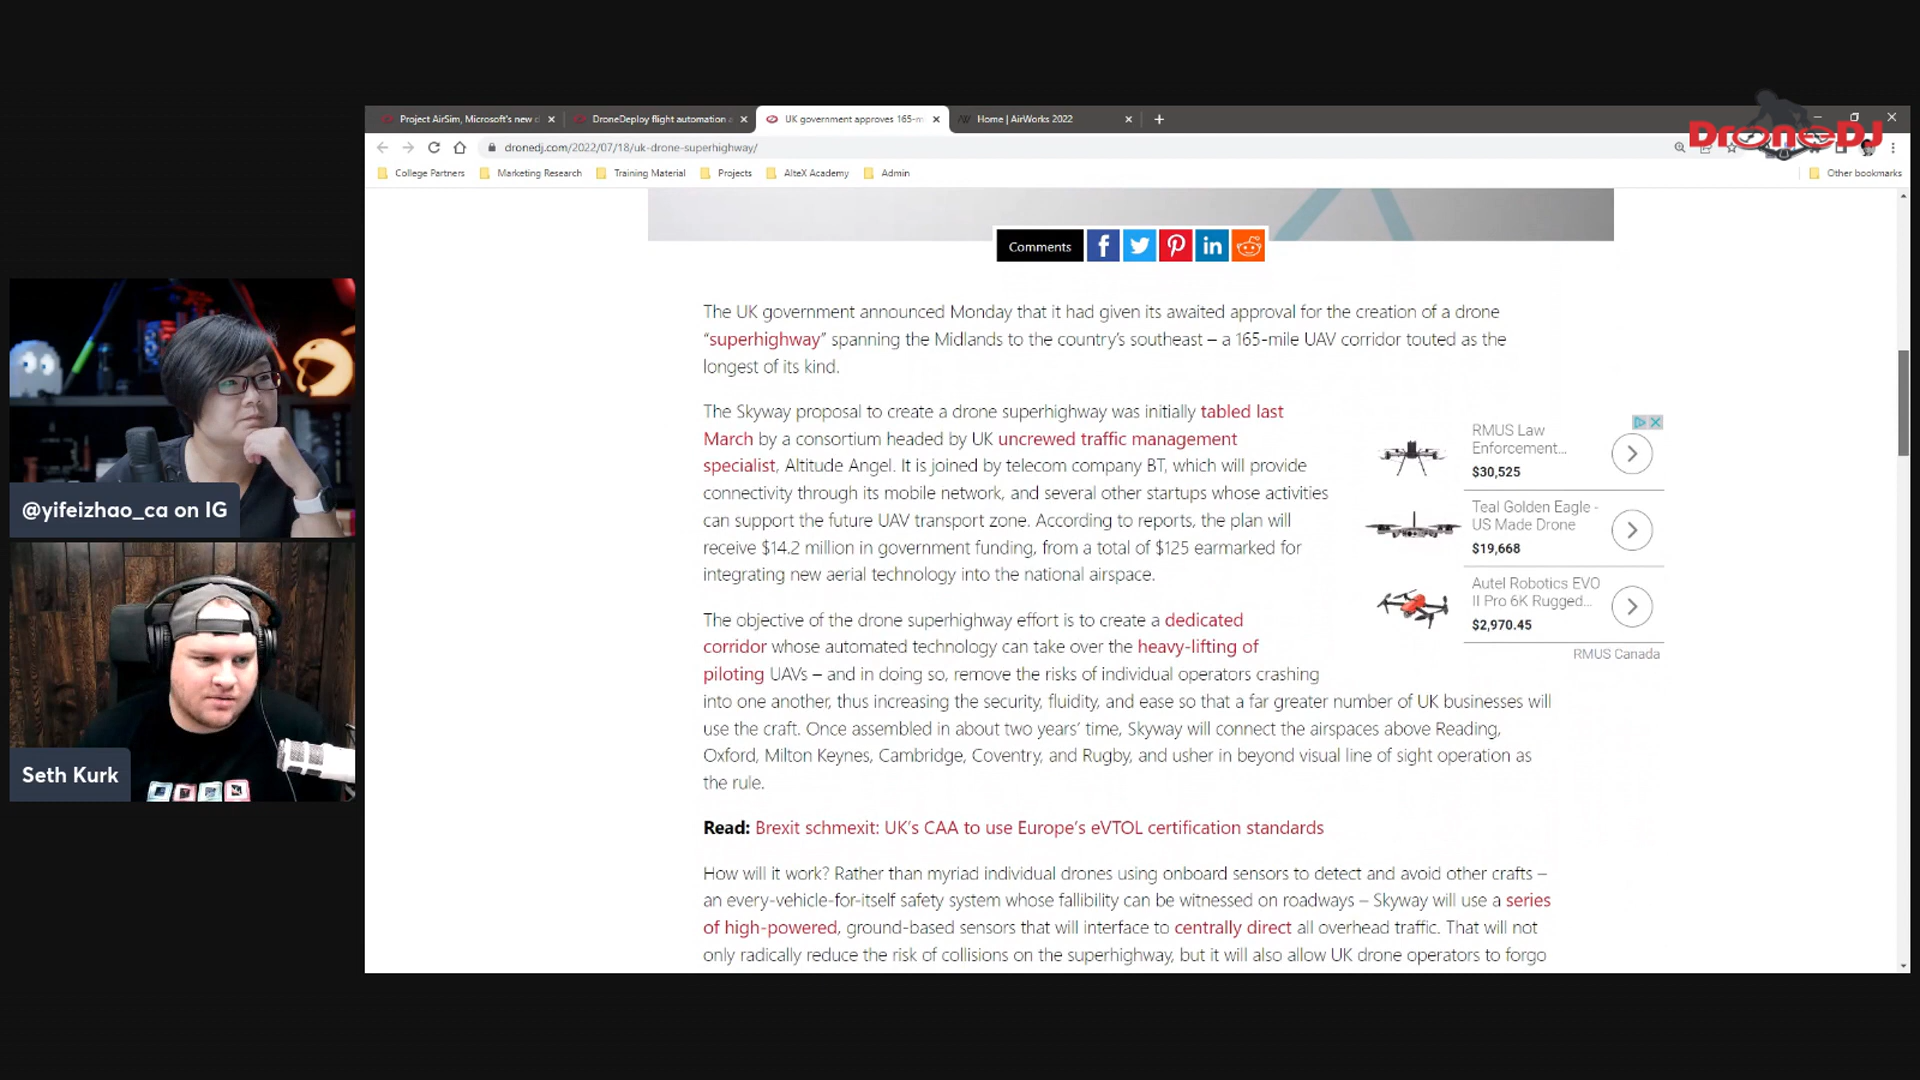 DroneDJ
Project AirSim, Microsoft's new d
DroneDeploy flight automation a
UK government approves 165-m
Home | AirWorks 2022
dronedj.com/2022/07/18/uk-drone-superhighway/
College Partners
Marketing Research
Training Material
Projects
AlteX Academy
Admin
Other bookmarks
Comments
The UK government announced Monday that it had given its awaited approval for the creation of a drone
“superhighway” spanning the Midlands to the country’s southeast – a 165-mile UAV corridor touted as the
longest of its kind.
The Skyway proposal to create a drone superhighway was initially tabled last
March by a consortium headed by UK uncrewed traffic management
specialist, Altitude Angel. It is joined by telecom company BT, which will provide
connectivity through its mobile network, and several other startups whose activities
can support the future UAV transport zone. According to reports, the plan will
receive $14.2 million in government funding, from a total of $125 earmarked for
integrating new aerial technology into the national airspace.
RMUS Law
Enforcement...
$30,525
Teal Golden Eagle -
US Made Drone
$19,668
Autel Robotics EVO
II Pro 6K Rugged...
$2,970.45
RMUS Canada
The objective of the drone superhighway effort is to create a dedicated
corridor whose automated technology can take over the heavy-lifting of
piloting UAVs – and in doing so, remove the risks of individual operators crashing
into one another, thus increasing the security, fluidity, and ease so that a far greater number of UK businesses will
use the craft. Once assembled in about two years’ time, Skyway will connect the airspaces above Reading,
Oxford, Milton Keynes, Cambridge, Coventry, and Rugby, and usher in beyond visual line of sight operation as
the rule.
Read: Brexit schmexit: UK’s CAA to use Europe’s eVTOL certification standards
How will it work? Rather than myriad individual drones using onboard sensors to detect and avoid other crafts –
an every-vehicle-for-itself safety system whose fallibility can be witnessed on roadways – Skyway will use a series
of high-powered, ground-based sensors that will interface to centrally direct all overhead traffic. That will not
only radically reduce the risk of collisions on the superhighway, but it will also allow UK drone operators to forgo
@yifeizhao_ca on IG
Seth Kurk